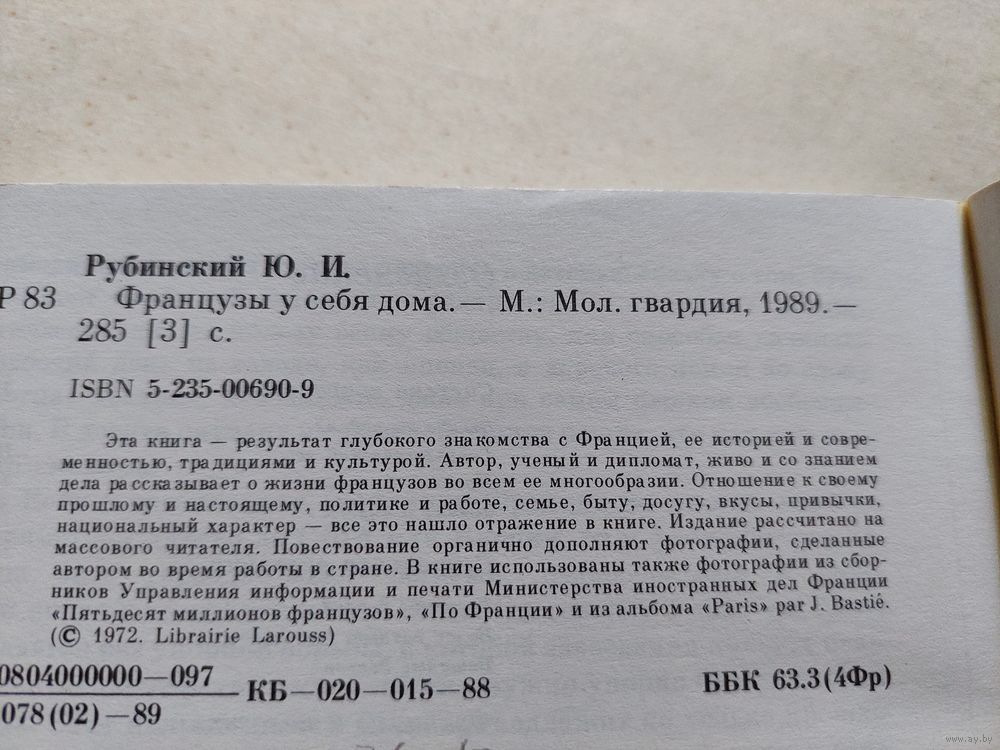 Рубинский Ю. И.
Р 83 Французы у себя дома.— М.: Мол. гвардия, 1989.—
285 [3] с.
ISBN 5-235-00690-9
Эта книга — результат глубокого знакомства с Францией, ее историей и совре-
менностью, традициями и культурой. Автор, ученый и дипломат, живо и со знанием
дела рассказывает о жизни французов во всем ее многообразии. Отношение к своему
прошлому и настоящему, политике и работе, семье, быту, досугу, вкусы, привычки,
национальный характер — все это нашло отражение в книге. Издание рассчитано на
массового читателя. Повествование органично дополняют фотографии, сделанные
автором во время работы в стране. В книге использованы также фотографии из сбор-
ников Управления информации и печати Министерства иностранных дел Франции
«Пятьдесят миллионов французов», «По Франции» и из альбома «Paris» par J. Bastié.
(© 1972. Librairie Larouss)
0804000000—097
078(02)—89
КБ—020—015—88
ББК 63.3(4Фр)
www.ay.by